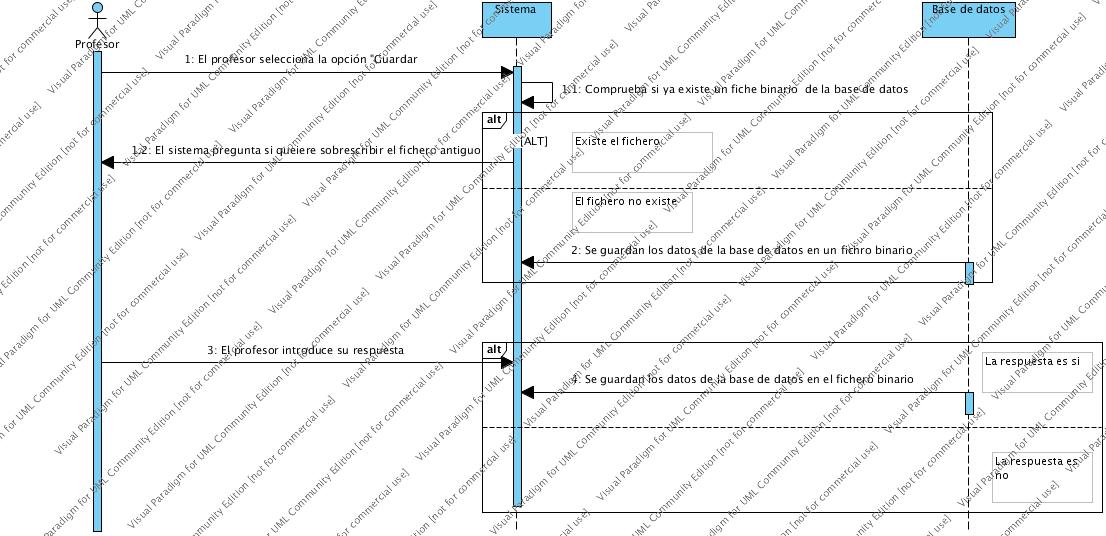 Sistema
Base de datos
Profesor
1: El profesor selecciona la opción "Guardar
1.1: Comprueba si ya existe un fiche binario de la base de datos
alt
[ALT]
Existe el fichero
1.2: El sistema pregunta si queiere sobrescribir el fichero antiguo
El fichero no existe
2: Se guardan los datos de la base de datos en un fichro binario
alt
3: El profesor introduce su respuesta
La respuesta es si
4: Se guardan los datos de la base de datos en el fichero binario
La respuesta es
no
Visual Paradigm for UML Community Edition [not for commercial use]